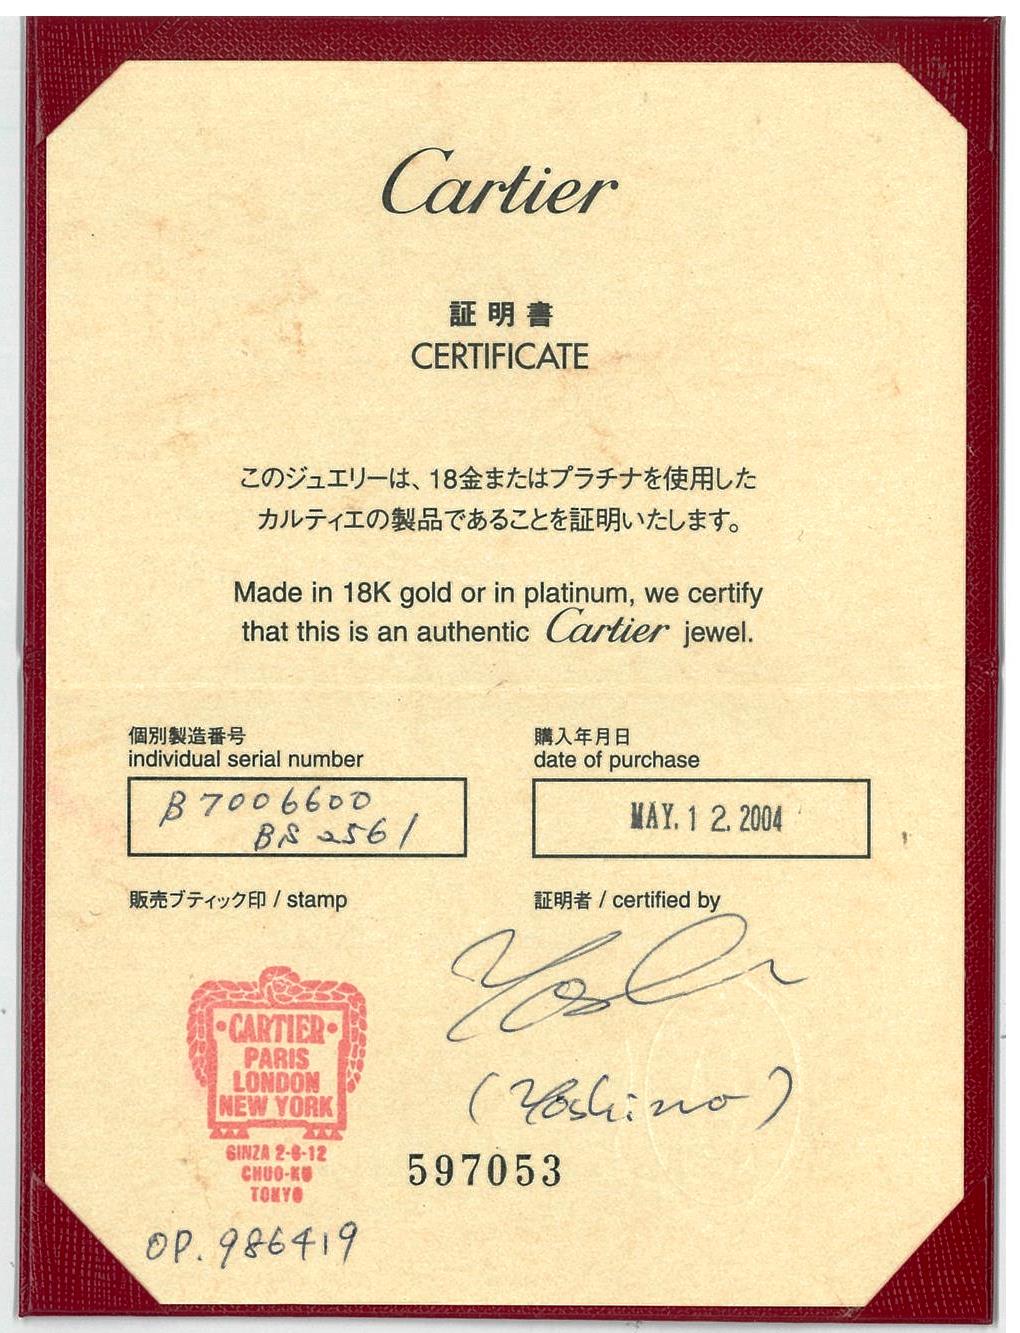 Cartier
証明書
CERTIFICATE
このジュエリーは、18金またはプラチナを使用した
カルティエの製品であることを証明いたします。
Made in 18K gold or in platinum, we certify
that this is an authentic Cartier jewel.
個別製造番号
individual serial number
B7006600
BS2561
購入年月日
date of purchase
MAY. 12. 2004
販売ブティック印 / stamp
証明者 / certified by
CARTIER
PARIS
LONDON
NEW YORK
GINZA 2-6-12
CHUO-KU
TOKYO
(Yoshino)
597053
OP. 986419